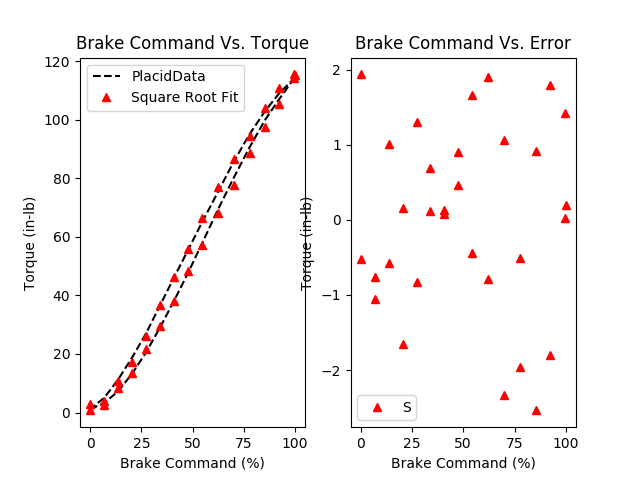 Brake Command Vs. Torque
120
100
80
60
40
20
0
Torque (in-lb)
PlacidData
Square Root Fit
0
25
50
75
100
Brake Command (%)
Brake Command Vs. Error
2
1
0
−1
−2
Torque (in-lb)
S
0
25
50
75
100
Brake Command (%)